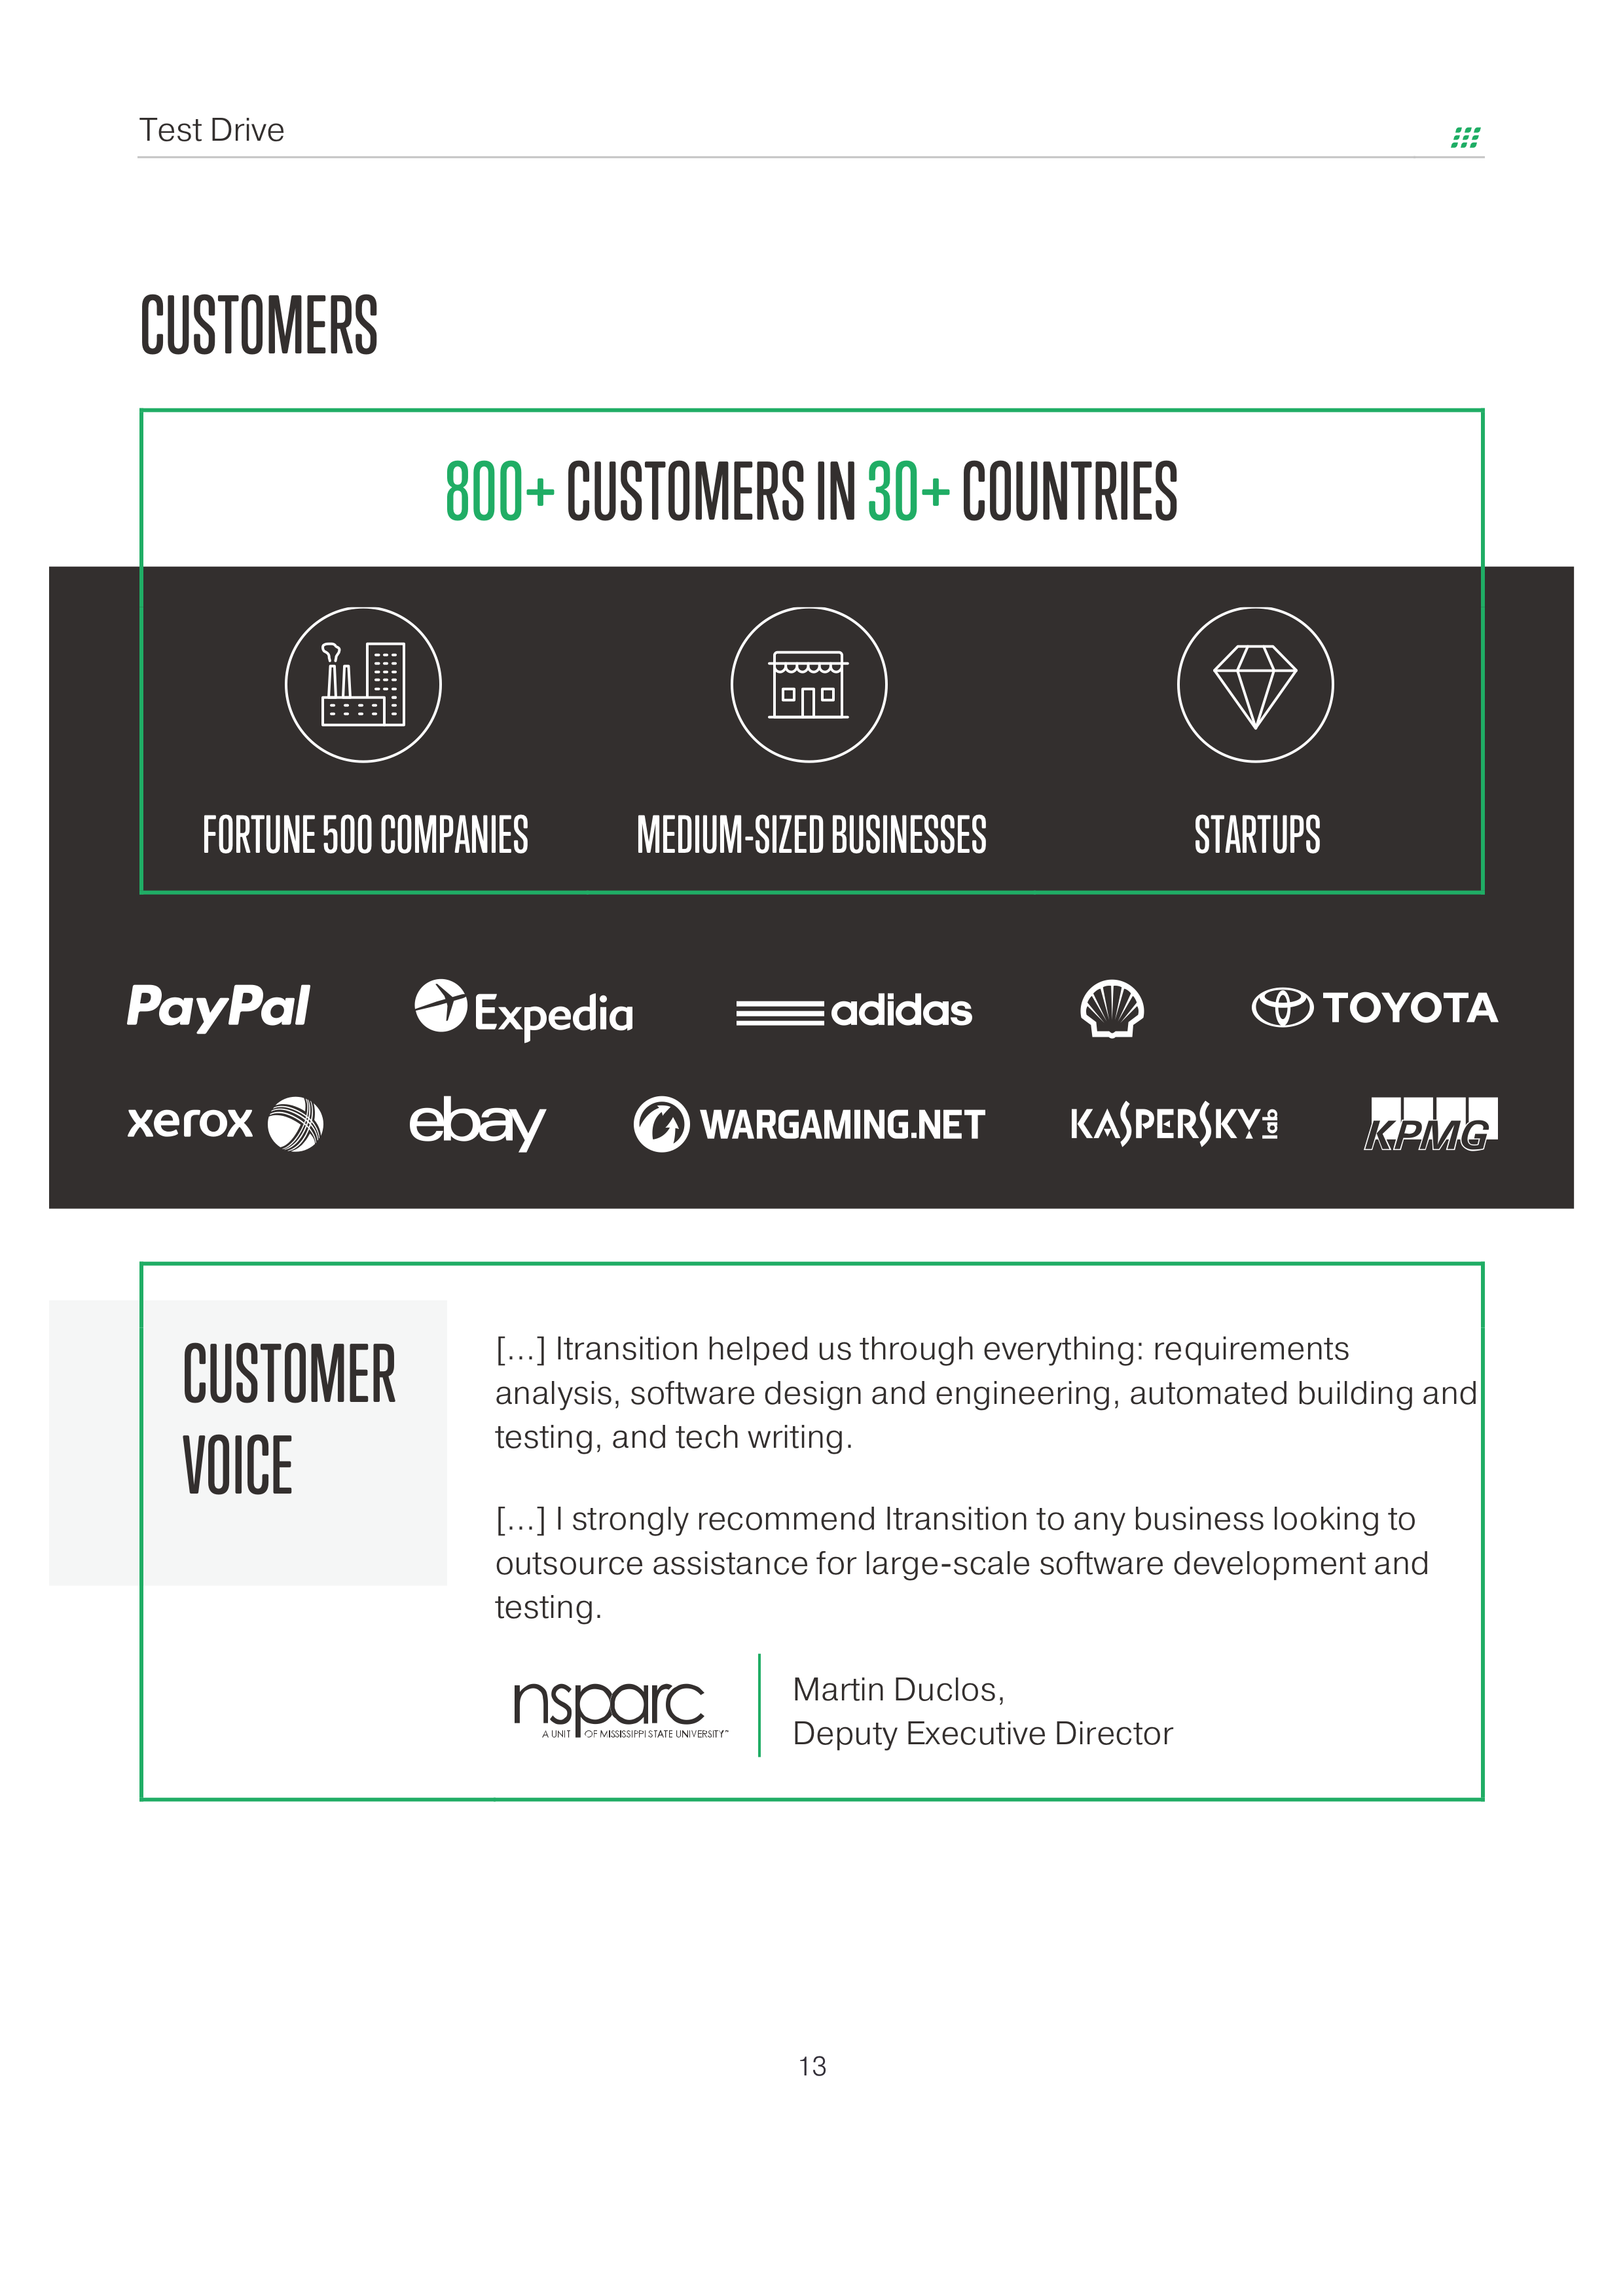 Test Drive
CUSTOMERS
800+ CUSTOMERS IN 30+ COUNTRIES
FORTUNE 500 COMPANIES MEDIUM-SIZED BUSINESSES STARTUPS
PayPal Expedia adidas TOYOTA
xerox ebay WARGAMING.NET KASPERSKY lab KPMG
CUSTOMER
VOICE
[...] Itransition helped us through everything: requirements
analysis, software design and engineering, automated building and
testing, and tech writing.
[...] I strongly recommend Itransition to any business looking to
outsource assistance for large-scale software development and
testing.
nsparc
A UNIT OF MISSISSIPPI STATE UNIVERSITY™
Martin Duclos,
Deputy Executive Director
13